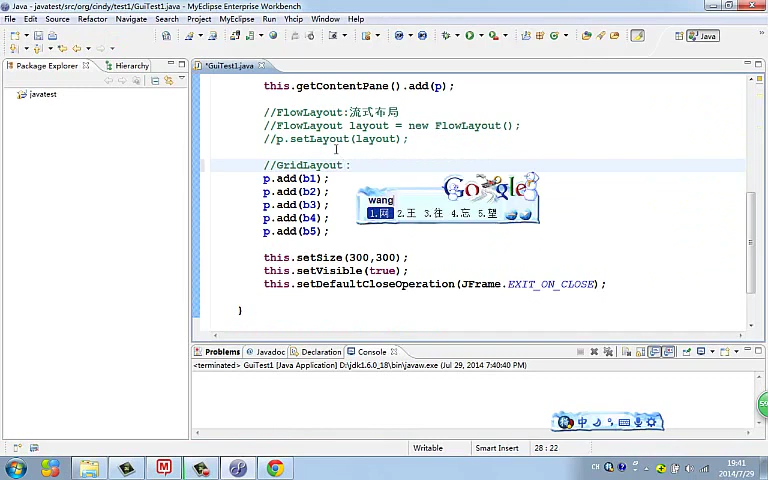 Java - javatest/src/org/cindy/test1/GuiTest1.java - MyEclipse Enterprise Workbench
File Edit Source Refactor Navigate Search Project MyEclipse Run Yhcip Window Help
Java
Package Explorer Hierarchy
javatest
*GuiTest1.java
this.getContentPane().add(p);
//FlowLayout:流式布局
//FlowLayout layout = new FlowLayout();
//p.setLayout(layout);
//GridLayout：
p.add(b1);
p.add(b2);
p.add(b3);
p.add(b4);
p.add(b5);
Google
wang
1.网 2.王 3.往 4.忘 5.望
this.setSize(300,300);
this.setVisible(true);
this.setDefaultCloseOperation(JFrame.EXIT_ON_CLOSE);
}
Problems Javadoc Declaration Console
<terminated> GuiTest1 [Java Application] D:\jdk1.6.0_18\bin\javaw.exe (Jul 29, 2014 7:40:40 PM)
中
Writable Smart Insert 28 : 22
CH
19:41
2014/7/29